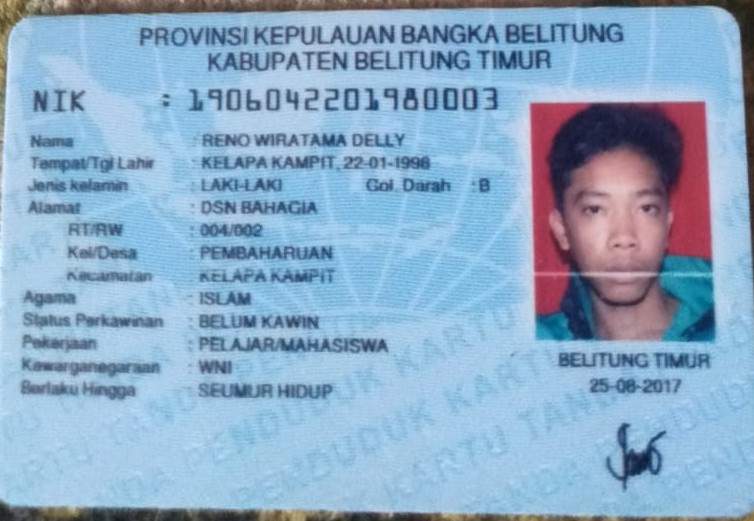 PROVINSI KEPULAUAN BANGKA BELITUNG
KABUPATEN BELITUNG TIMUR
NIK : 1906042201980003
Nama : RENO WIRATAMA DELLY
Tempat/Tgl Lahir : KELAPA KAMPIT, 22-01-1998
Jenis kelamin : LAKI-LAKI Gol. Darah : B
Alamat : DSN BAHAGIA
RT/RW : 004/002
Kel/Desa : PEMBAHARUAN
Kecamatan : KELAPA KAMPIT
Agama : ISLAM
Status Perkawinan : BELUM KAWIN
Pekerjaan : PELAJAR/MAHASISWA
Kewarganegaraan : WNI
Berlaku Hingga : SEUMUR HIDUP
BELITUNG TIMUR
25-08-2017